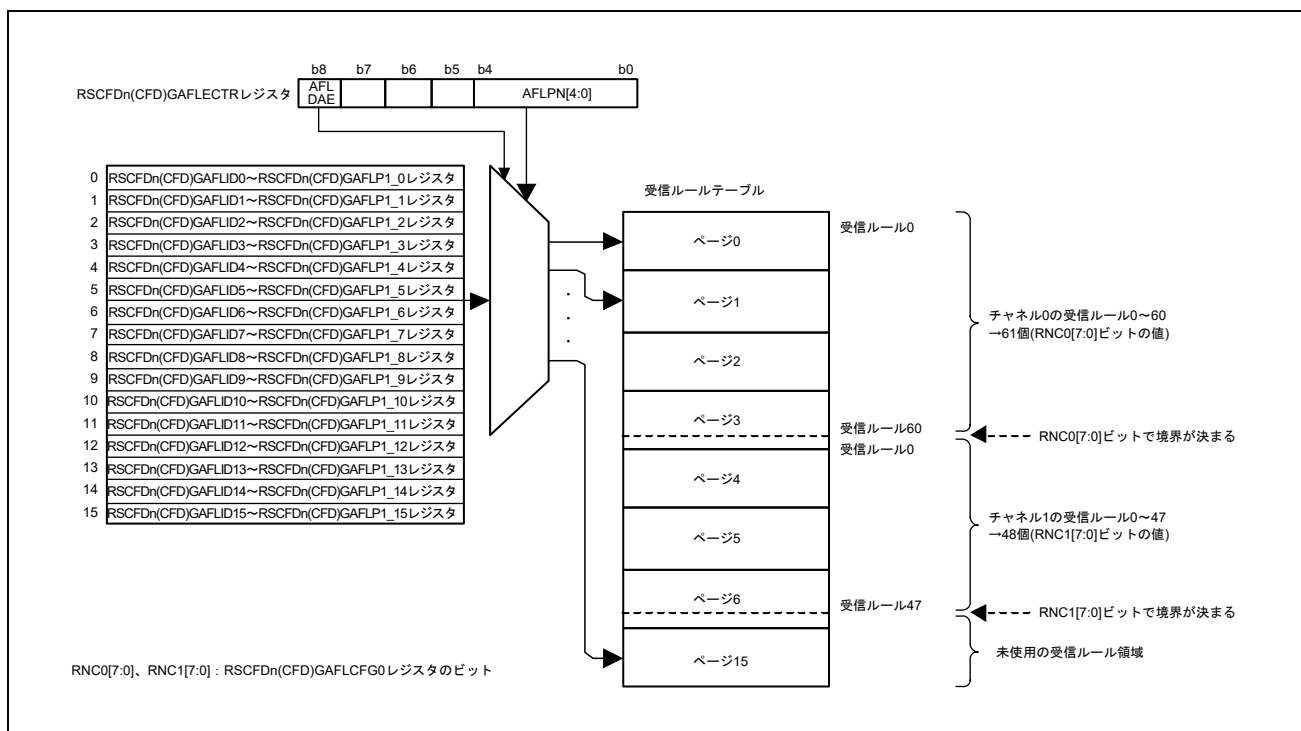 b8 b7 b6 b5 b4 b0
RSCFDn(CFD)GAFLECTRレジスタ
AFL
DAE
AFLPN[4:0]
0 RSCFDn(CFD)GAFLID0～RSCFDn(CFD)GAFLP1_0レジスタ
1 RSCFDn(CFD)GAFLID1～RSCFDn(CFD)GAFLP1_1レジスタ
2 RSCFDn(CFD)GAFLID2～RSCFDn(CFD)GAFLP1_2レジスタ
3 RSCFDn(CFD)GAFLID3～RSCFDn(CFD)GAFLP1_3レジスタ
4 RSCFDn(CFD)GAFLID4～RSCFDn(CFD)GAFLP1_4レジスタ
5 RSCFDn(CFD)GAFLID5～RSCFDn(CFD)GAFLP1_5レジスタ
6 RSCFDn(CFD)GAFLID6～RSCFDn(CFD)GAFLP1_6レジスタ
7 RSCFDn(CFD)GAFLID7～RSCFDn(CFD)GAFLP1_7レジスタ
8 RSCFDn(CFD)GAFLID8～RSCFDn(CFD)GAFLP1_8レジスタ
9 RSCFDn(CFD)GAFLID9～RSCFDn(CFD)GAFLP1_9レジスタ
10 RSCFDn(CFD)GAFLID10～RSCFDn(CFD)GAFLP1_10レジスタ
11 RSCFDn(CFD)GAFLID11～RSCFDn(CFD)GAFLP1_11レジスタ
12 RSCFDn(CFD)GAFLID12～RSCFDn(CFD)GAFLP1_12レジスタ
13 RSCFDn(CFD)GAFLID13～RSCFDn(CFD)GAFLP1_13レジスタ
14 RSCFDn(CFD)GAFLID14～RSCFDn(CFD)GAFLP1_14レジスタ
15 RSCFDn(CFD)GAFLID15～RSCFDn(CFD)GAFLP1_15レジスタ
受信ルールテーブル
ページ0
ページ1
ページ2
ページ3
ページ4
ページ5
ページ6
ページ15
受信ルール0
受信ルール60
受信ルール0
受信ルール47
チャネル0の受信ルール0～60
→61個(RNC0[7:0]ビットの値)
RNC0[7:0]ビットで境界が決まる
チャネル1の受信ルール0～47
→48個(RNC1[7:0]ビットの値)
RNC1[7:0]ビットで境界が決まる
未使用の受信ルール領域
RNC0[7:0]、RNC1[7:0]：RSCFDn(CFD)GAFLCFG0レジスタのビット